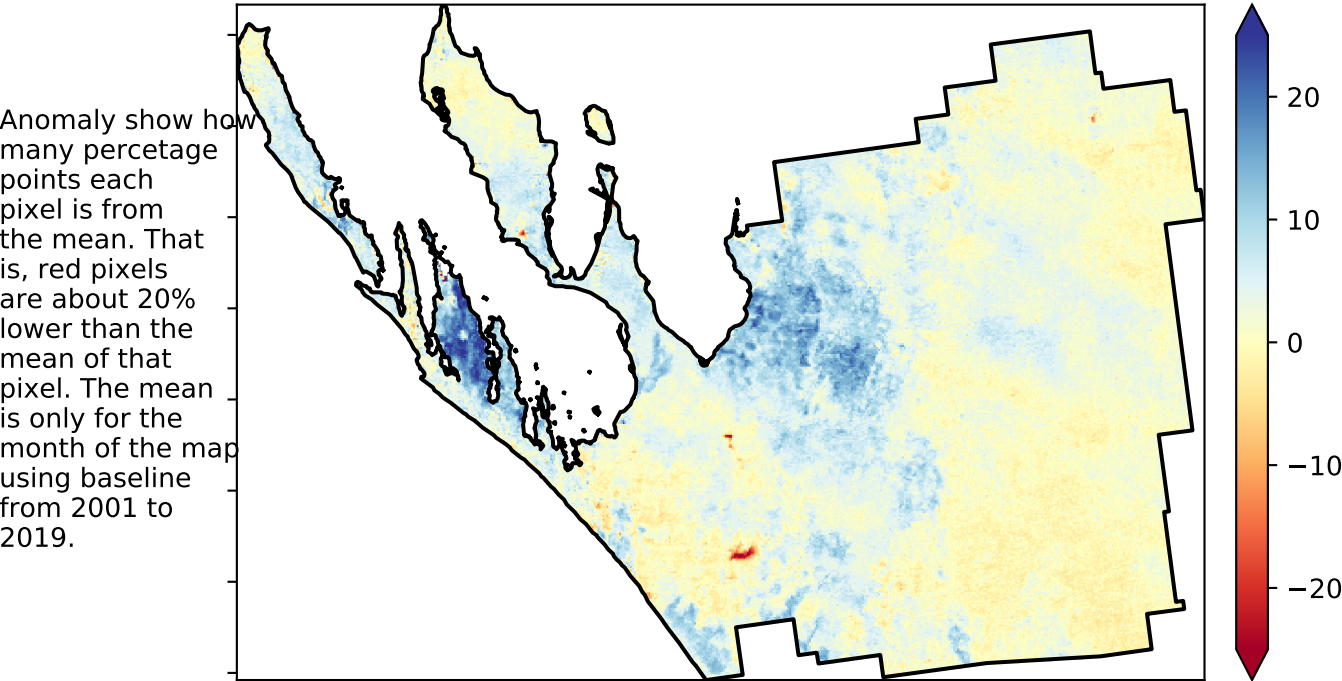 Anomaly show how
many percetage
points each
pixel is from
the mean. That
is, red pixels
are about 20%
lower than the
mean of that
pixel. The mean
is only for the
month of the map
using baseline
from 2001 to
2019.
20
10
0
−10
−20